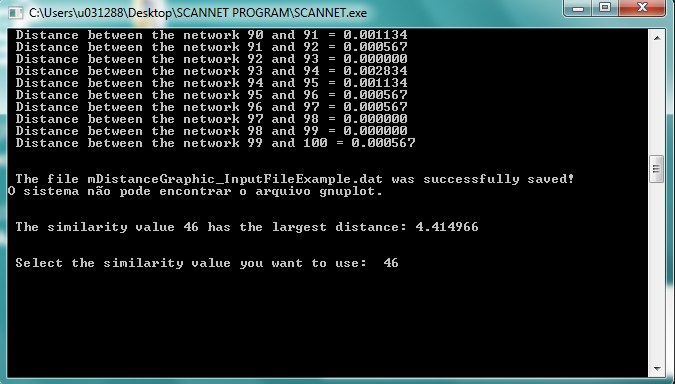 C:\Users\u031288\Desktop\SCANNET PROGRAM\SCANNET.exe
Distance between the network 90 and 91 = 0.001134
Distance between the network 91 and 92 = 0.000567
Distance between the network 92 and 93 = 0.000000
Distance between the network 93 and 94 = 0.002834
Distance between the network 94 and 95 = 0.001134
Distance between the network 95 and 96 = 0.000567
Distance between the network 96 and 97 = 0.000567
Distance between the network 97 and 98 = 0.000000
Distance between the network 98 and 99 = 0.000000
Distance between the network 99 and 100 = 0.000567
The file mDistanceGraphic_InputFileExample.dat was successfully saved!
O sistema não pode encontrar o arquivo gnuplot.
The similarity value 46 has the largest distance: 4.414966
Select the similarity value you want to use: 46